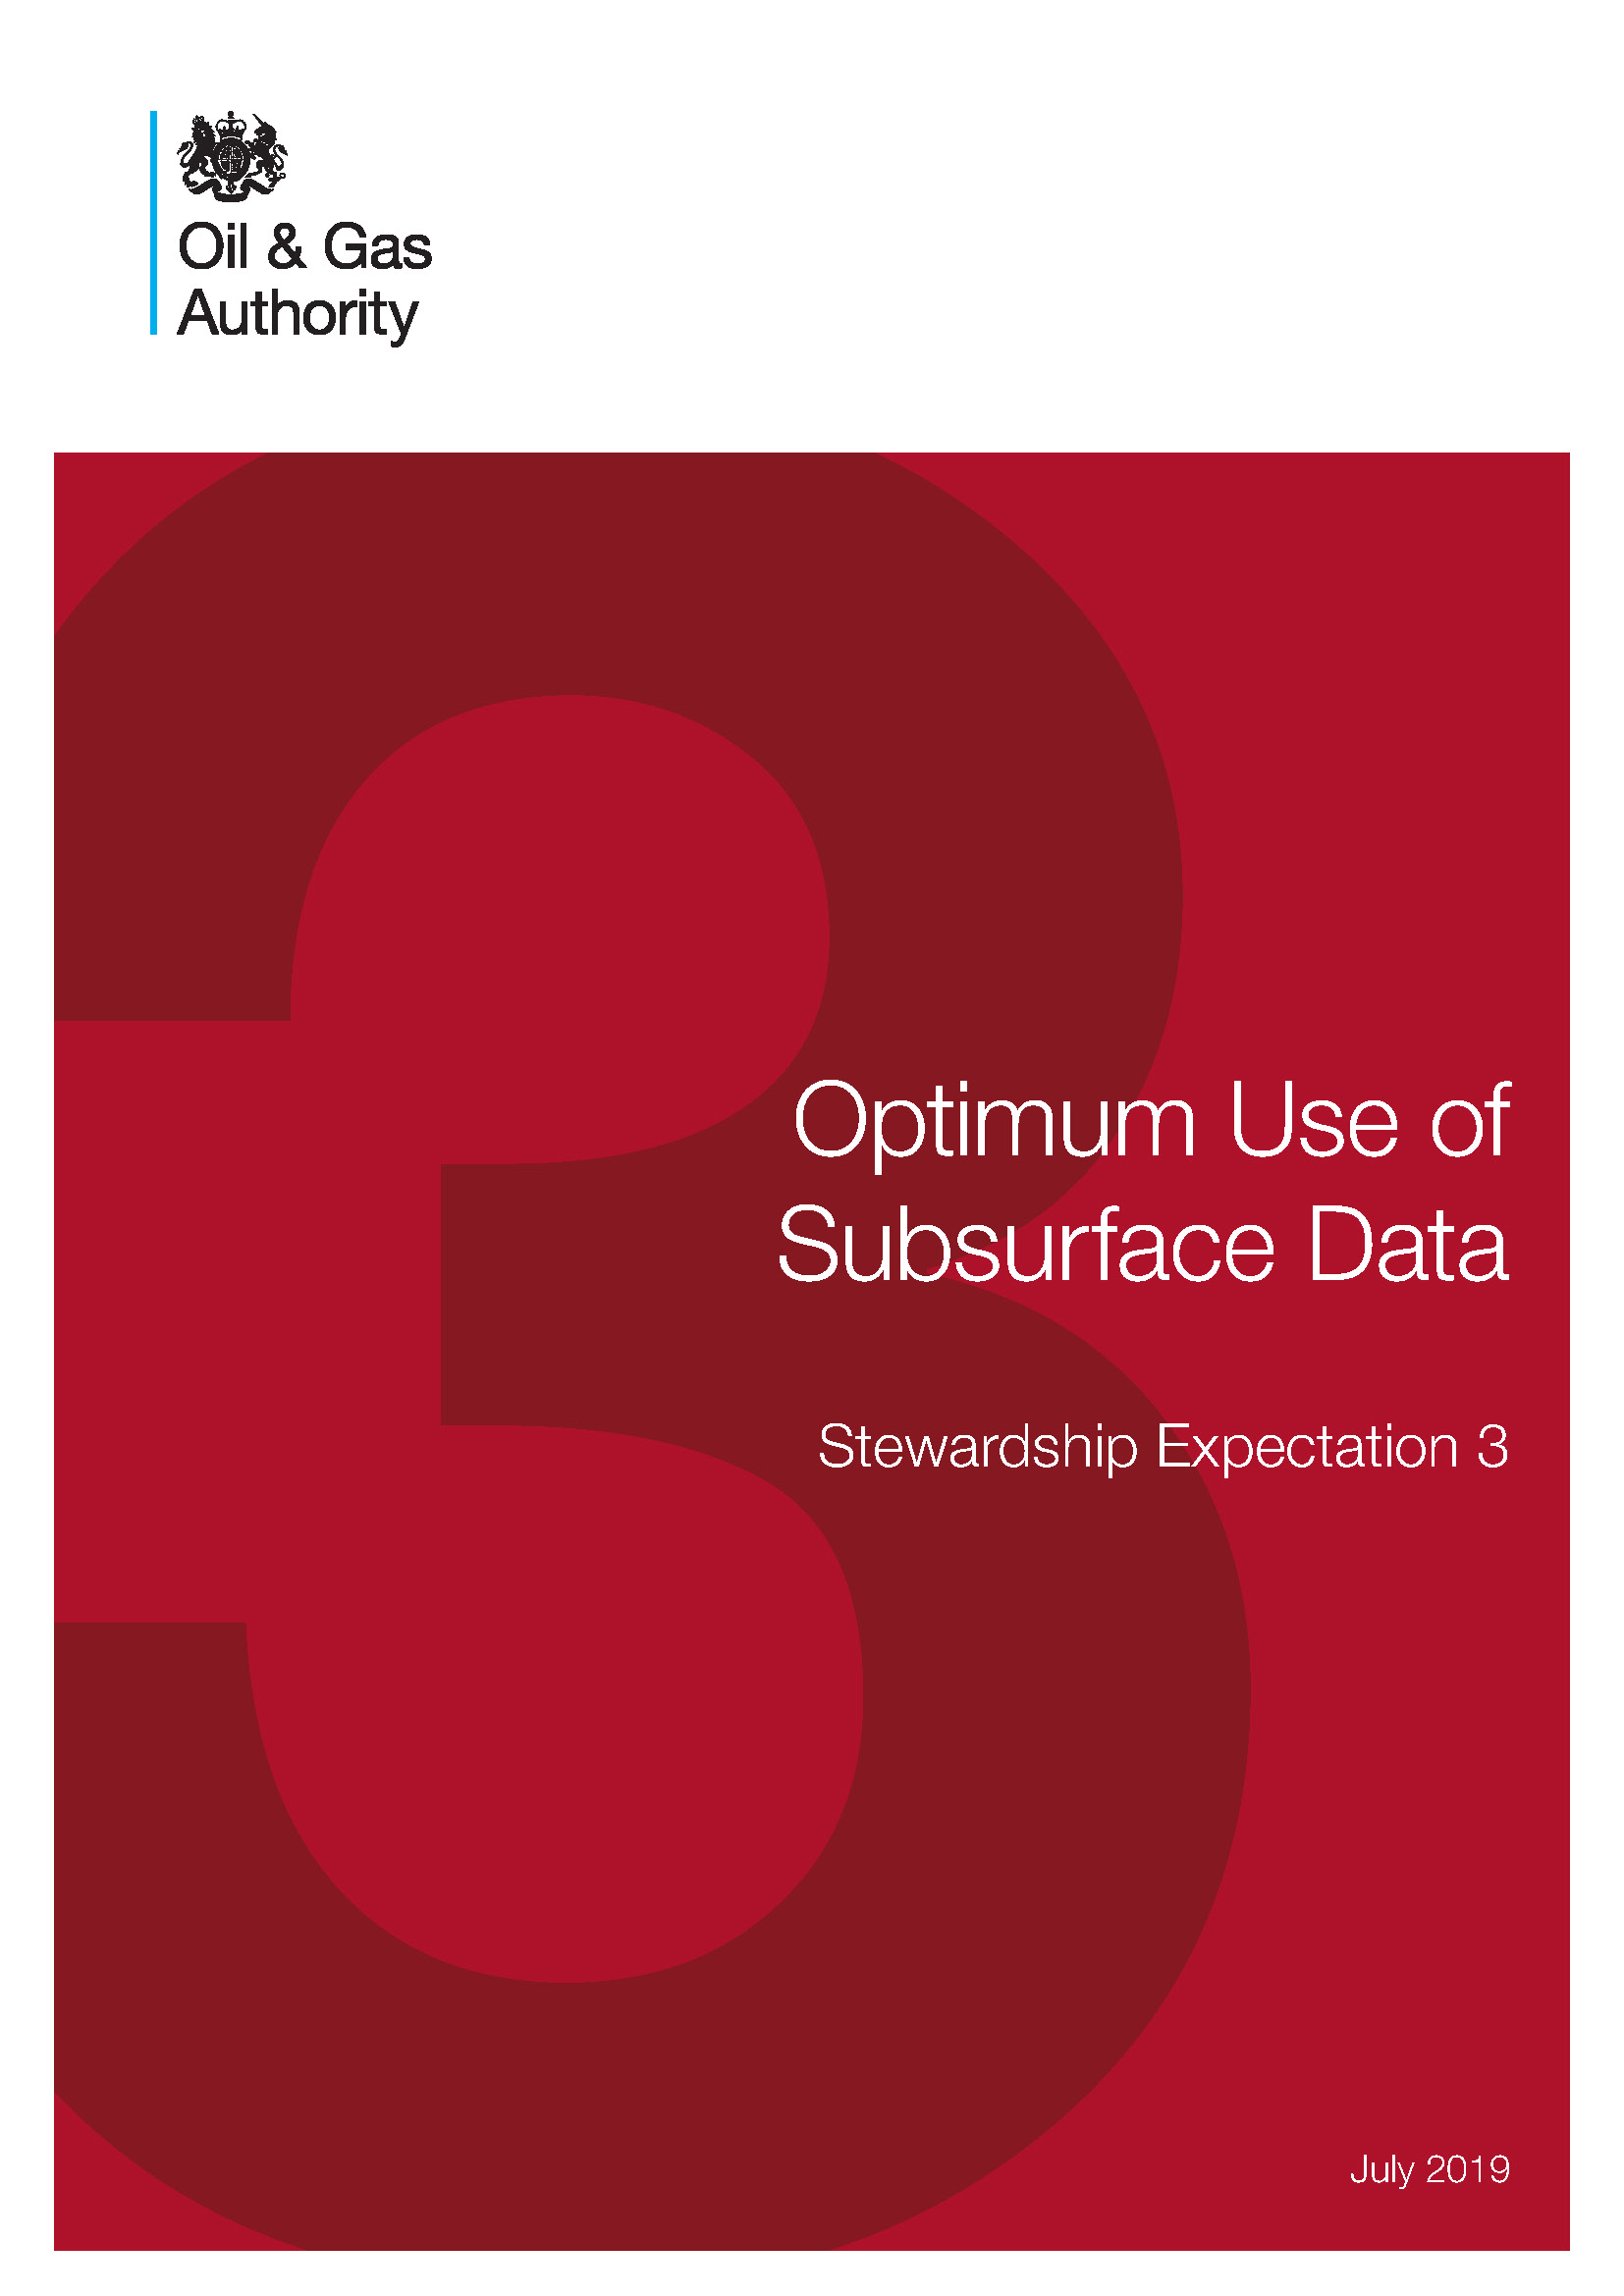 Oil & Gas
Authority
3
Optimum Use of
Subsurface Data
Stewardship Expectation 3
July 2019